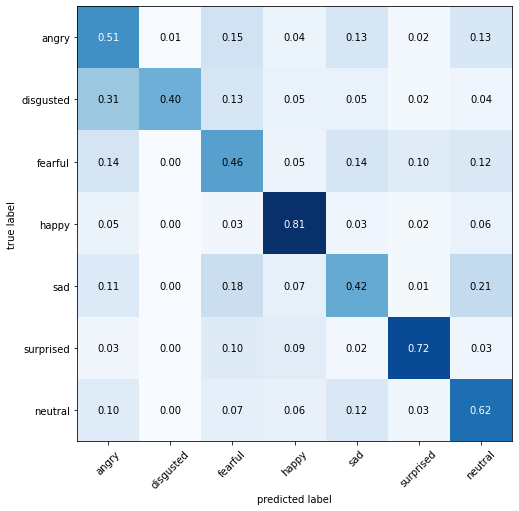 true label
angry 0.51 0.01 0.15 0.04 0.13 0.02 0.13
disgusted 0.31 0.40 0.13 0.05 0.05 0.02 0.04
fearful 0.14 0.00 0.46 0.05 0.14 0.10 0.12
happy 0.05 0.00 0.03 0.81 0.03 0.02 0.06
sad 0.11 0.00 0.18 0.07 0.42 0.01 0.21
surprised 0.03 0.00 0.10 0.09 0.02 0.72 0.03
neutral 0.10 0.00 0.07 0.06 0.12 0.03 0.62
angry disgusted fearful happy sad surprised neutral
predicted label